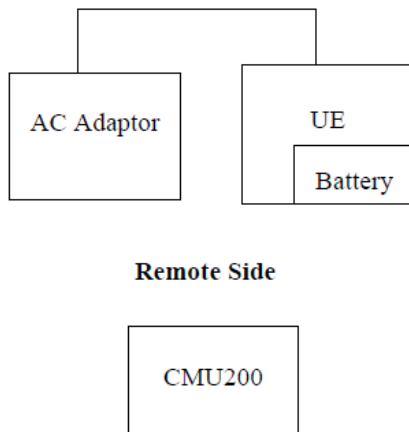 AC Adaptor
UE
Battery
Remote Side
CMU200